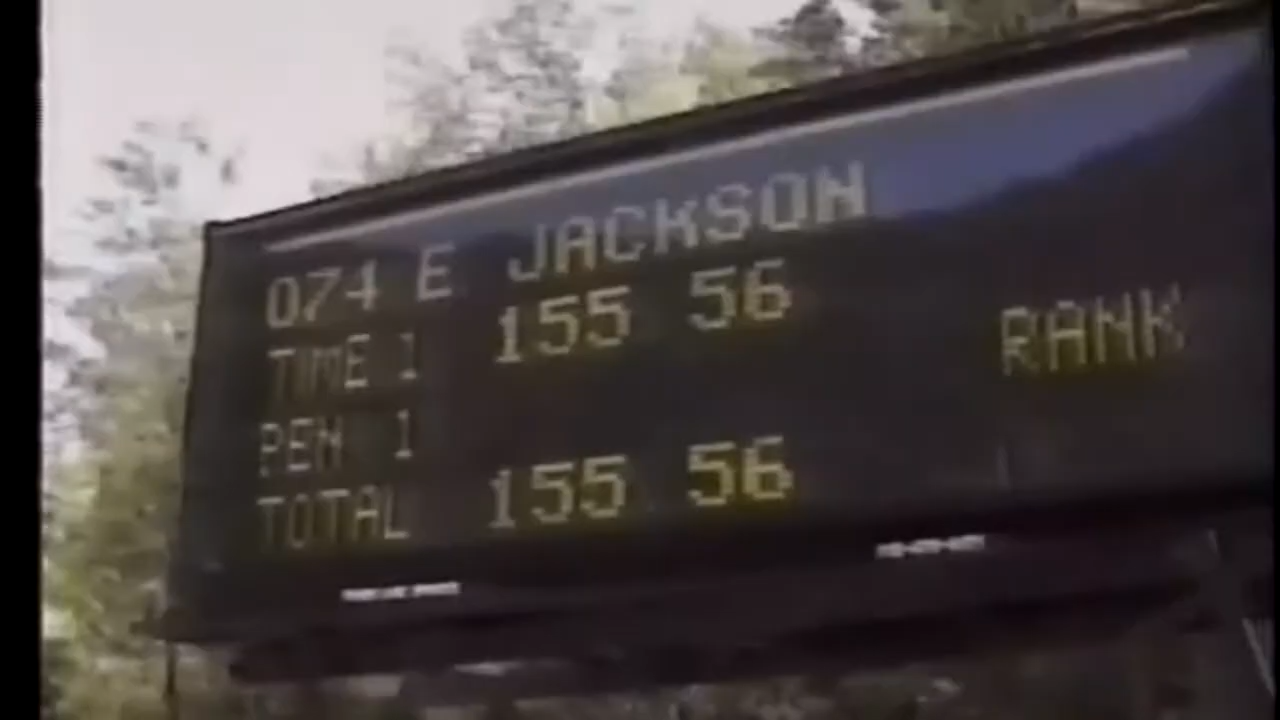 074 E JACKSON
TIME 1 155 56
RANK
PEN 1
TOTAL 155 56